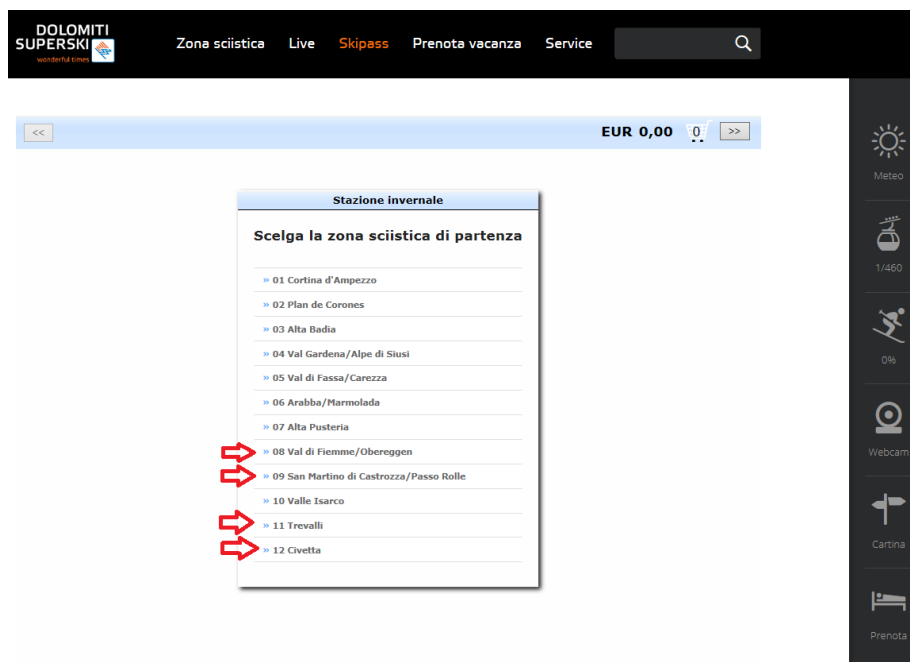 DOLOMITI
SUPERSKI
wonderful times
Zona sciistica Live Skipass Prenota vacanza Service
<< EUR 0,00 0 >>
Stazione invernale
Scelga la zona sciistica di partenza
» 01 Cortina d'Ampezzo
» 02 Plan de Corones
» 03 Alta Badia
» 04 Val Gardena/Alpe di Siusi
» 05 Val di Fassa/Carezza
» 06 Arabba/Marmolada
» 07 Alta Pusteria
» 08 Val di Fiemme/Obereggen
» 09 San Martino di Castrozza/Passo Rolle
» 10 Valle Isarco
» 11 Trevalli
» 12 Civetta
Meteo
1/460
0%
Webcam
Cartina
Prenota